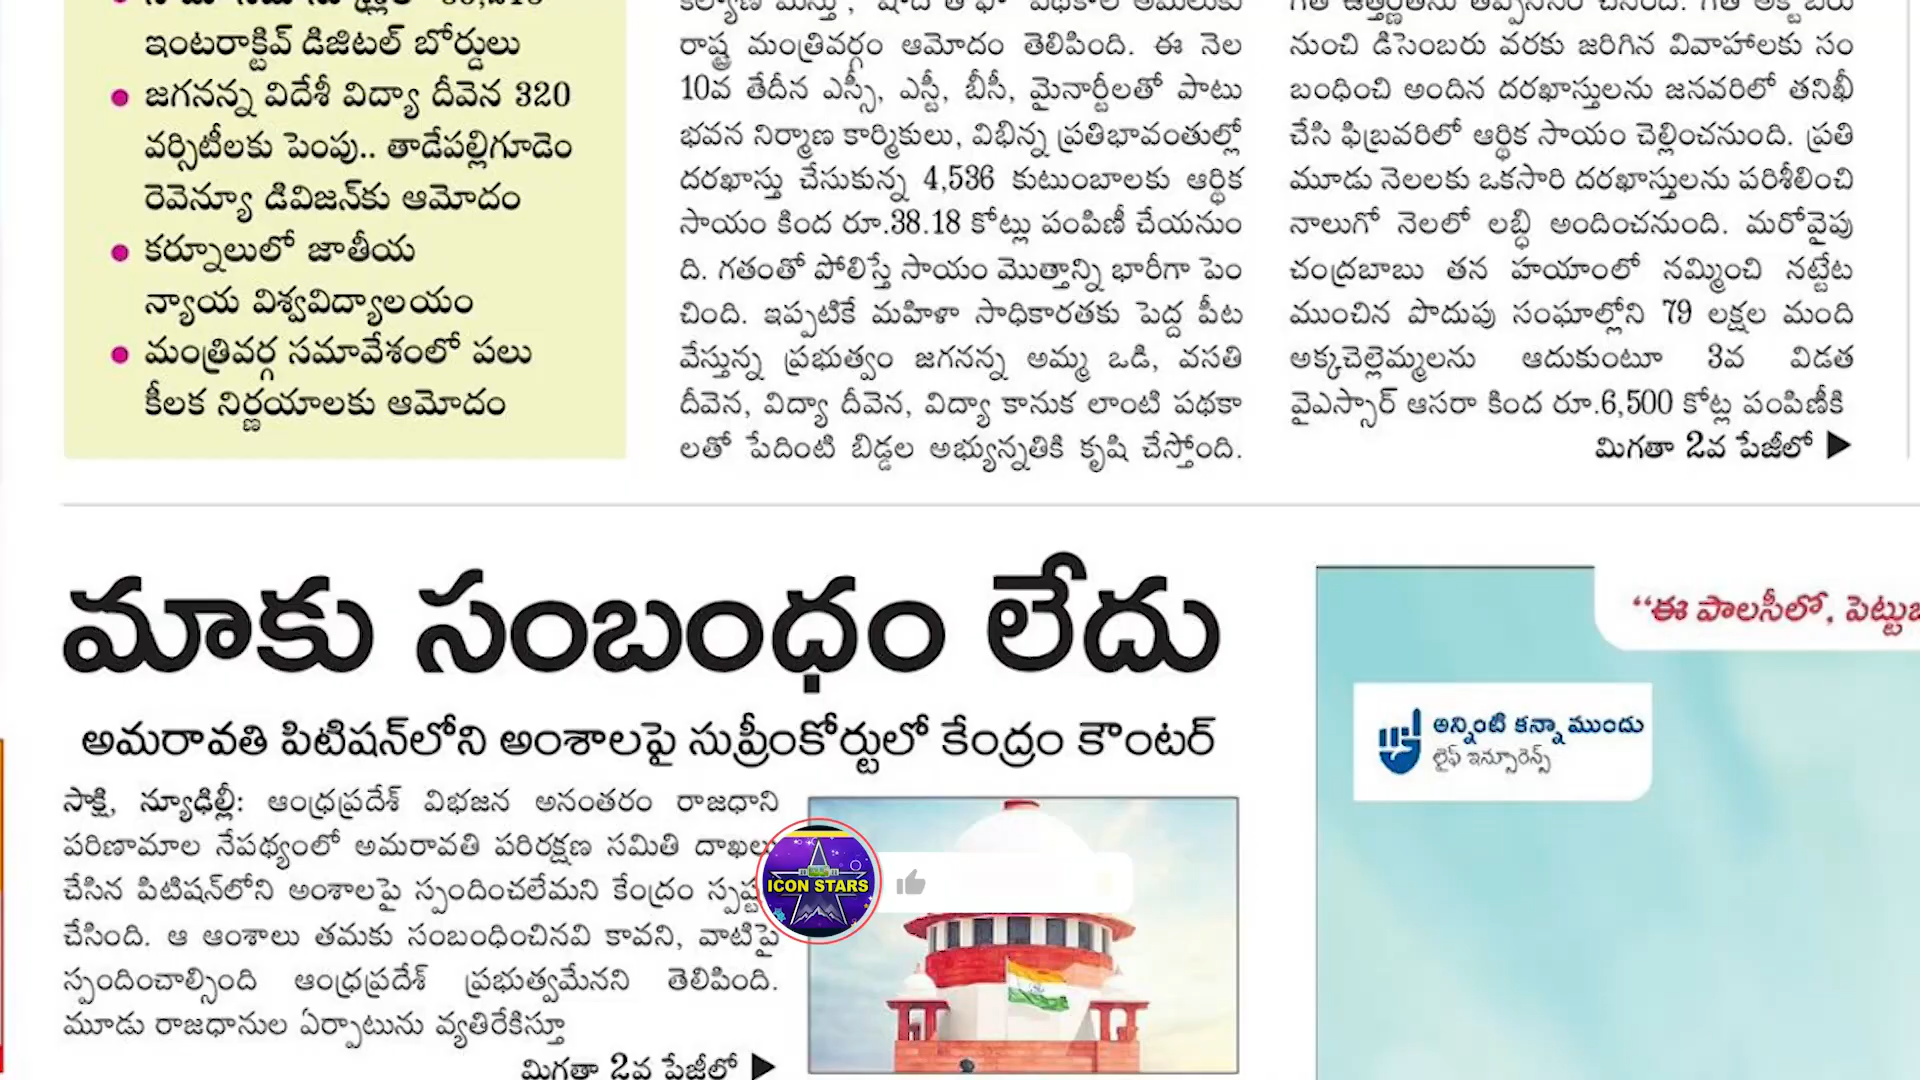 ఇంటరాక్టివ్ డిజిటల్ బోర్డులు
• జగనన్న విదేశీ విద్యా దీవెన 320
వర్సిటీలకు పెంపు.. తాడేపల్లిగూడెం
రెవెన్యూ డివిజన్‌కు ఆమోదం
• కర్నూలులో జాతీయ
న్యాయ విశ్వవిద్యాలయం
• మంత్రివర్గ సమావేశంలో పలు
కీలక నిర్ణయాలకు ఆమోదం
రాష్ట్ర మంత్రివర్గం ఆమోదం తెలిపింది. ఈ నెల
10వ తేదీన ఎస్సీ, ఎస్టీ, బీసీ, మైనార్టీలతో పాటు
భవన నిర్మాణ కార్మికులు, విభిన్న ప్రతిభావంతుల్లో
దరఖాస్తు చేసుకున్న 4,536 కుటుంబాలకు ఆర్థిక
సాయం కింద రూ.38.18 కోట్లు పంపిణీ చేయనుం
ది. గతంతో పోలిస్తే సాయం మొత్తాన్ని భారీగా పెం
చింది. ఇప్పటికే మహిళా సాధికారతకు పెద్ద పీట
వేస్తున్న ప్రభుత్వం జగనన్న అమ్మ ఒడి, వసతి
దీవెన, విద్యా దీవెన, విద్యా కానుక లాంటి పథకా
లతో పేదింటి బిడ్డల అభ్యున్నతికి కృషి చేస్తోంది.
నుంచి డిసెంబరు వరకు జరిగిన వివాహాలకు సం
బంధించి అందిన దరఖాస్తులను జనవరిలో తనిఖీ
చేసి ఫిబ్రవరిలో ఆర్థిక సాయం చెల్లించనుంది. ప్రతి
మూడు నెలలకు ఒకసారి దరఖాస్తులను పరిశీలించి
నాలుగో నెలలో లబ్ధి అందించనుంది. మరోవైపు
చంద్రబాబు తన హయాంలో నమ్మించి నట్టేట
ముంచిన పొదుపు సంఘాల్లోని 79 లక్షల మంది
అక్కచెల్లెమ్మలను ఆదుకుంటూ 3వ విడత
వైఎస్సార్ ఆసరా కింద రూ.6,500 కోట్ల పంపిణీకి
మిగతా 2వ పేజీలో ▶
మాకు సంబంధం లేదు
అమరావతి పిటిషన్‌లోని అంశాలపై సుప్రీంకోర్టులో కేంద్రం కౌంటర్
సాక్షి, న్యూఢిల్లీ: ఆంధ్రప్రదేశ్ విభజన అనంతరం రాజధాని
పరిణామాల నేపథ్యంలో అమరావతి పరిరక్షణ సమితి దాఖలు
చేసిన పిటిషన్‌లోని అంశాలపై స్పందించలేమని కేంద్రం
చేసింది. ఆ ఆంశాలు తమకు సంబంధించినవి కావని, వాటిపై
స్పందించాల్సింది ఆంధ్రప్రదేశ్ ప్రభుత్వమేనని తెలిపింది.
మూడు రాజధానుల ఏర్పాటును వ్యతిరేకిస్తూ
మిగతా 2వ పేజీలో ▶
ICON STARS
“ఈ పాలసీలో,
అన్నింటి కన్నా ముందు
లైఫ్ ఇన్సూరెన్స్